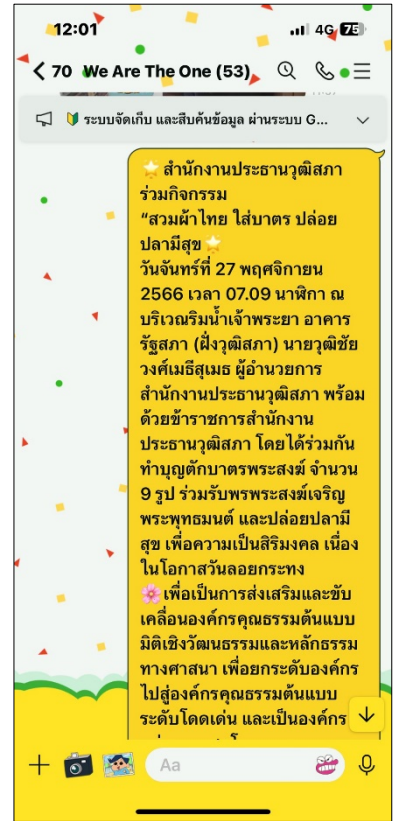 12:01
4G 75
70 We Are The One (53)
🔰 ระบบจัดเก็บ และสืบค้นข้อมูล ผ่านระบบ G...
🌟 สำนักงานประธานวุฒิสภา
ร่วมกิจกรรม
“สวมผ้าไทย ใส่บาตร ปล่อย
ปลามีสุข🌟
วันจันทร์ที่ 27 พฤศจิกายน
2566 เวลา 07.09 นาฬิกา ณ
บริเวณริมน้ำเจ้าพระยา อาคาร
รัฐสภา (ฝั่งวุฒิสภา) นายวุฒิชัย
วงศ์เมธีสุเมธ ผู้อำนวยการ
สำนักงานประธานวุฒิสภา พร้อม
ด้วยข้าราชการสำนักงาน
ประธานวุฒิสภา โดยได้ร่วมกัน
ทำบุญตักบาตรพระสงฆ์ จำนวน
9 รูป ร่วมรับพรพระสงฆ์เจริญ
พระพุทธมนต์ และปล่อยปลามี
สุข เพื่อความเป็นสิริมงคล เนื่อง
ในโอกาสวันลอยกระทง
🌸 เพื่อเป็นการส่งเสริมและขับ
เคลื่อนองค์กรคุณธรรมต้นแบบ
มิติเชิงวัฒนธรรมและหลักธรรม
ทางศาสนา เพื่อยกระดับองค์กร
ไปสู่องค์กรคุณธรรมต้นแบบ
ระดับโดดเด่น และเป็นองค์กร
Aa